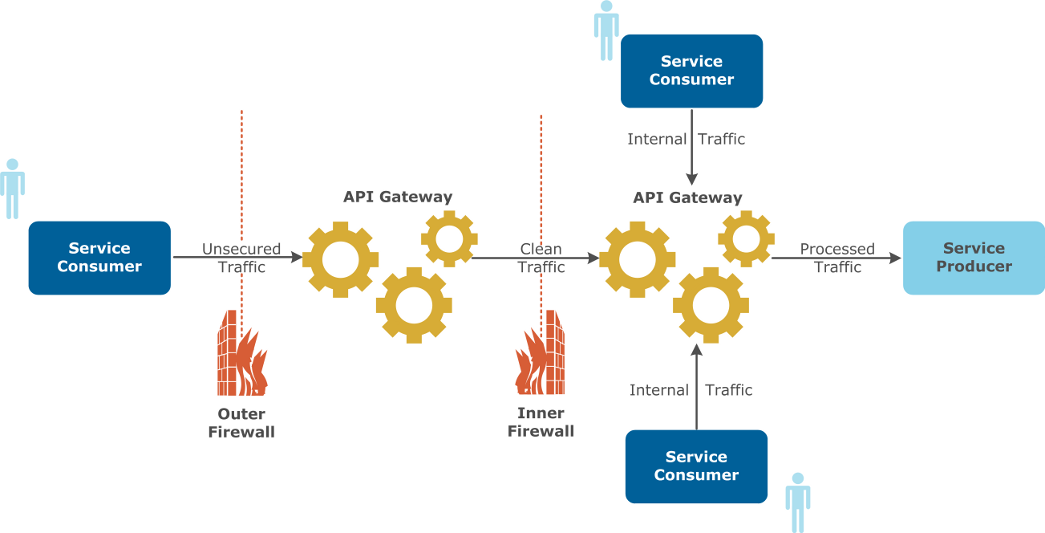 Service
Consumer
Internal Traffic
API Gateway
API Gateway
Service
Consumer
Unsecured
Traffic
Clean
Traffic
Processed
Traffic
Service
Producer
Internal Traffic
Outer
Firewall
Inner
Firewall
Service
Consumer